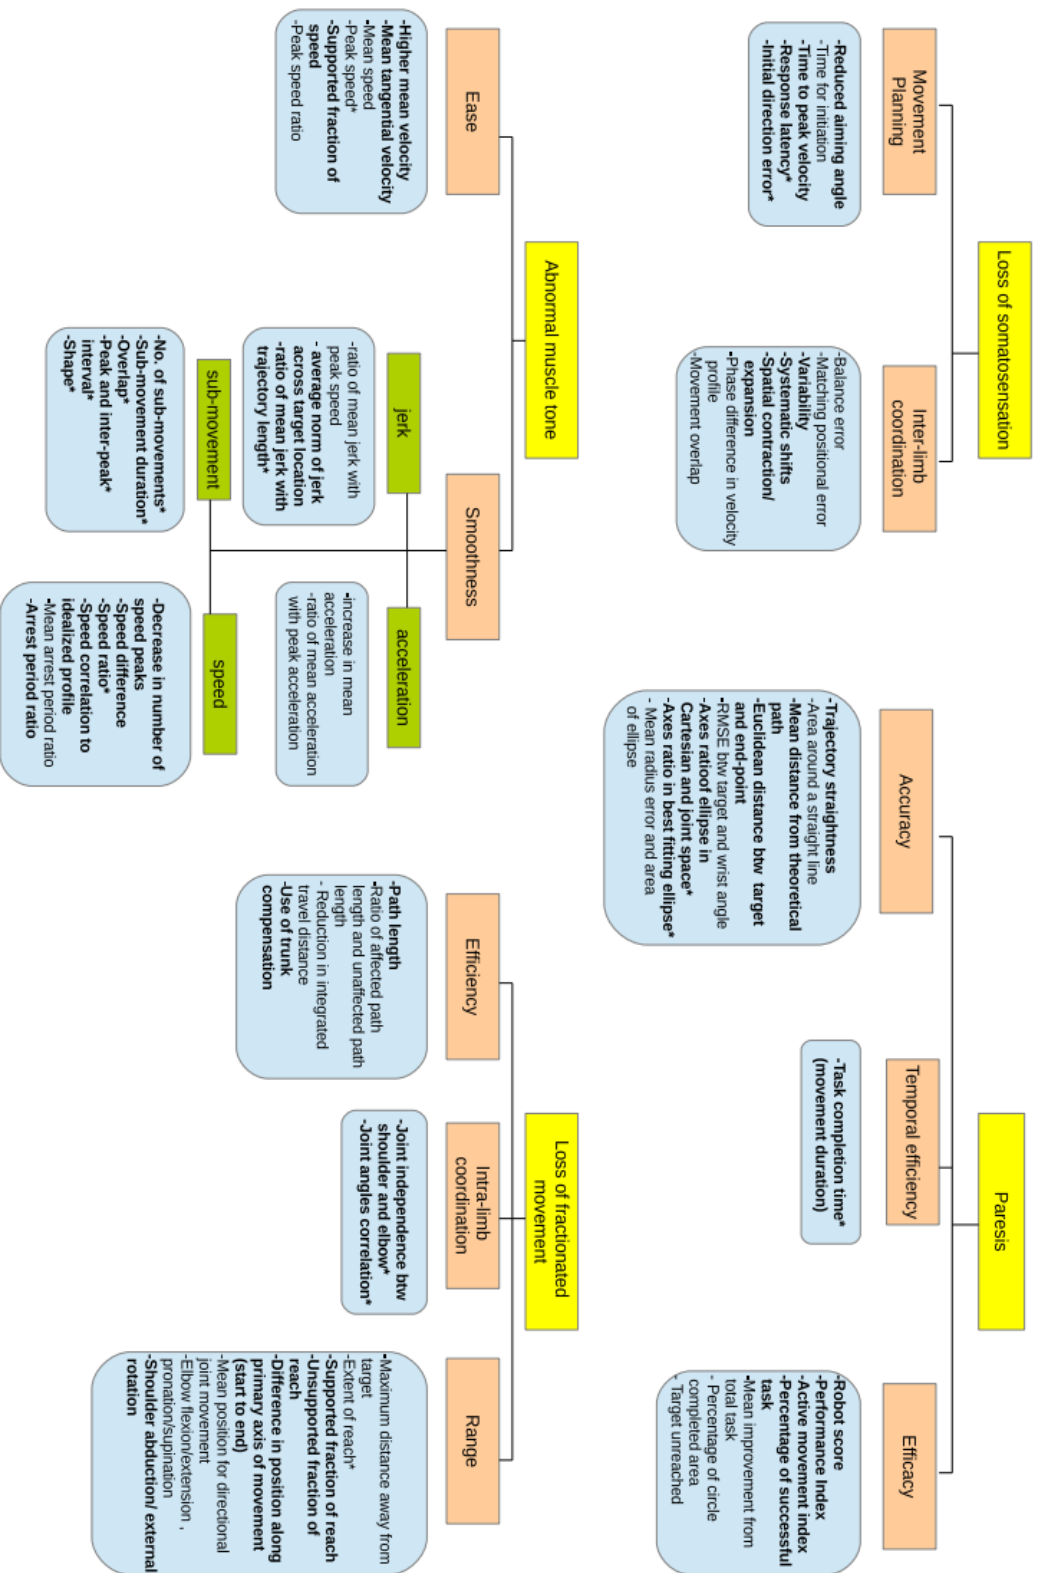 Loss of somatosensation
Movement
Planning
-Reduced aiming angle
-Time for initiation
-Time to peak velocity
-Response latency*
-Initial direction error*
Inter-limb
coordination
-Balance error
-Matching positional error
-Variability
-Systematic shifts
-Spatial contraction/
expansion
-Phase difference in velocity
profile
-Movement overlap
Paresis
Accuracy
-Trajectory straightness
-Area around a straight line
-Mean distance from theoretical
path
-Euclidean distance btw target
and end-point
-RMSE btw target and wrist angle
-Axes ratioof ellipse in
Cartesian and joint space*
-Axes ratio in best fitting ellipse*
- Mean radius error and area
of ellipse
Temporal efficiency
-Task completion time*
(movement duration)
Efficacy
-Robot score
-Performance Index
-Active movement index
-Percentage of successful
task
-Mean improvement from
total task
- Percentage of circle
completed area
- Target unreached
Abnormal muscle tone
Ease
-Higher mean velocity
-Mean tangential velocity
-Mean speed
-Peak speed*
-Supported fraction of
speed
-Peak speed ratio
Smoothness
jerk
-ratio of mean jerk with
peak speed
- average norm of jerk
across target location
-ratio of mean jerk with
trajectory length*
acceleration
-increase in mean
acceleration
-ratio of mean acceleration
with peak acceleration
sub-movement
-No. of sub-movements*
-Sub-movement duration*
-Overlap*
-Peak and inter-peak*
interval*
-Shape*
speed
-Decrease in number of
speed peaks
-Speed difference
-Speed ratio*
-Speed correlation to
idealized profile
-Mean arrest period ratio
-Arrest period ratio
Loss of fractionated
movement
Efficiency
-Path length
-Ratio of affected path
length and unaffected path
length
- Reduction in integrated
travel distance
-Use of trunk
compensation
Intra-limb
coordination
-Joint independence btw
shoulder and elbow*
-Joint angles correlation*
Range
-Maximum distance away from
target
-Extent of reach*
-Supported fraction of reach
-Unsupported fraction of
reach
-Difference in position along
primary axis of movement
(start to end)
-Mean position for directional
joint movement
-Elbow flexion/extension ,
pronation/supination
-Shoulder abduction/ external
rotation